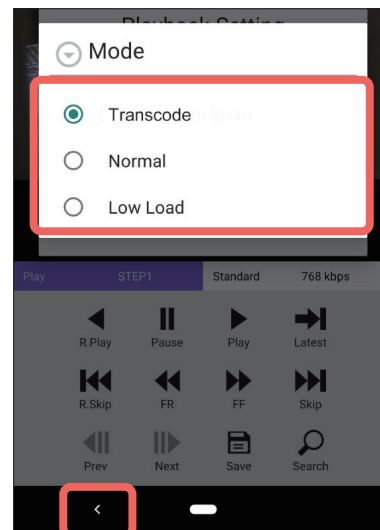 Playback Setting
Mode
Transcode
Normal
Low Load
Play STEP1 Standard 768 kbps
R.Play Pause Play Latest
R.Skip FR FF Skip
Prev Next Save Search